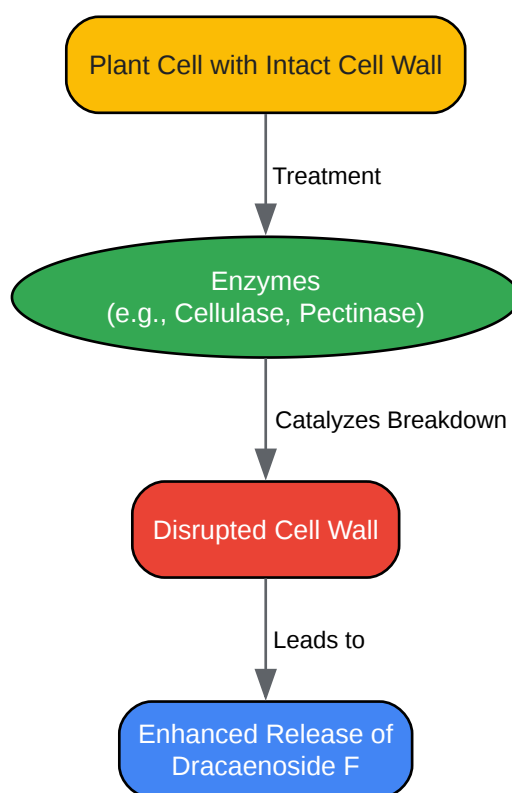 Plant Cell with Intact Cell Wall
Treatment
Enzymes
(e.g., Cellulase, Pectinase)
Catalyzes Breakdown
Disrupted Cell Wall
Leads to
Enhanced Release of
Dracaenoside F